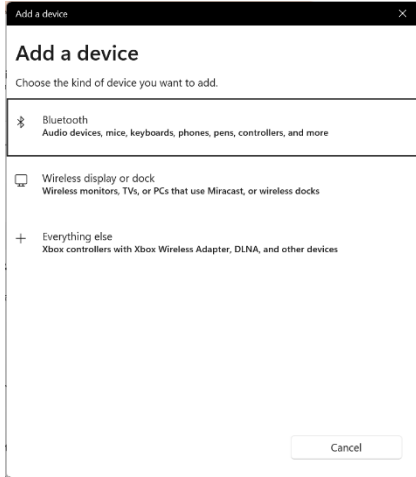 Add a device
Add a device
Choose the kind of device you want to add.
Bluetooth
Audio devices, mice, keyboards, phones, pens, controllers, and more
Wireless display or dock
Wireless monitors, TVs, or PCs that use Miracast, or wireless docks
Everything else
Xbox controllers with Xbox Wireless Adapter, DLNA, and other devices
Cancel